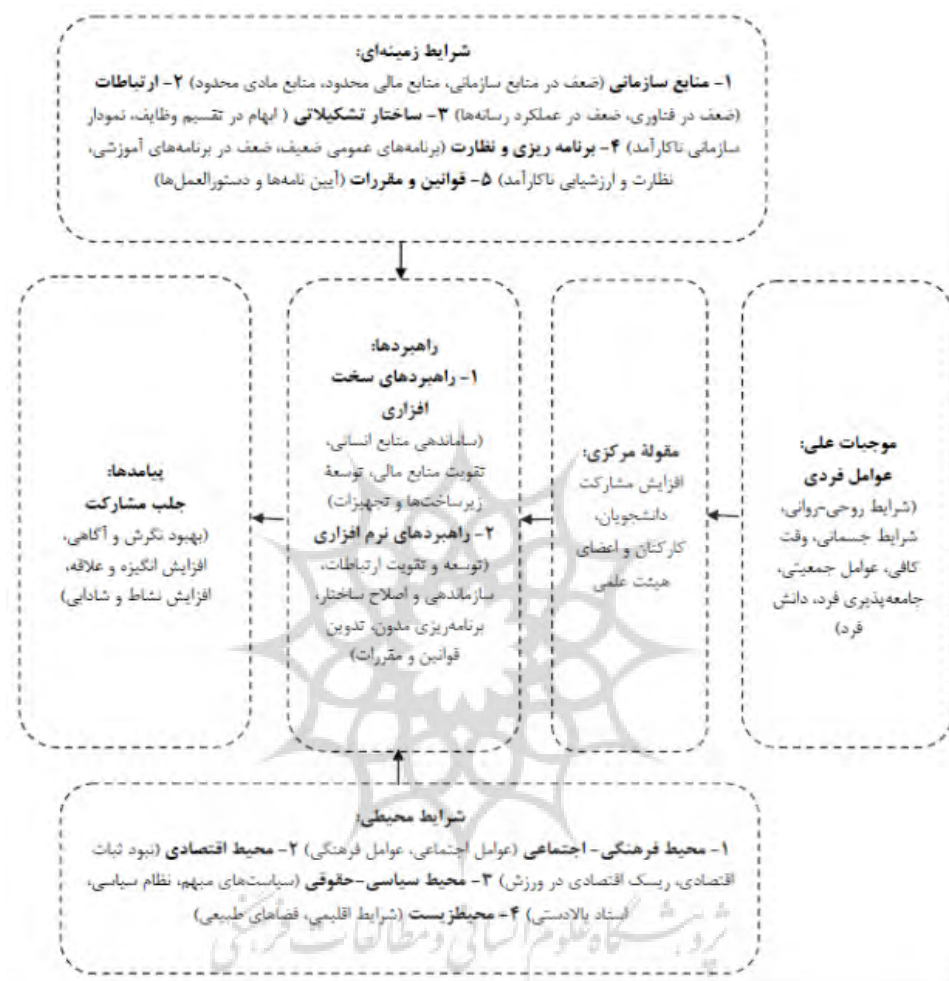 شرایط زمینه‌ای:
۱- منابع سازمانی (ضعف در منابع سازمانی، منابع مالی محدود، منابع مادی محدود) ۲- ارتباطات
(ضعف در فناوری، ضعف در عملکرد رسانه‌ها) ۳- ساختار تشکیلاتی ( ابهام در تقسیم وظایف، نمودار
سازمانی ناکارآمد) ۴- برنامه ریزی و نظارت (برنامه‌های عمومی ضعیف، ضعف در برنامه‌های آموزشی،
نظارت و ارزشیابی ناکارآمد) ۵- قوانین و مقررات (آیین نامه‌ها و دستورالعمل‌ها)
موجبات علی:
عوامل فردی
(شرایط روحی-روانی،
شرایط جسمانی، وقت
کافی، عوامل جمعیتی،
جامعه‌پذیری فرد، دانش
فرد)
مقولۀ مرکزی:
افزایش مشارکت
دانشجویان،
کارکنان و اعضای
هیئت علمی
راهبردها:
۱- راهبردهای سخت
افزاری
(ساماندهی منابع انسانی،
تقویت منابع مالی، توسعۀ
زیرساخت‌ها و تجهیزات)
۲- راهبردهای نرم افزاری
(توسعه و تقویت ارتباطات،
سازماندهی و اصلاح ساختار،
برنامه‌ریزی مدون، تدوین
قوانین و مقررات)
پیامدها:
جلب مشارکت
(بهبود نگرش و آگاهی،
افزایش انگیزه و علاقه،
افزایش نشاط و شادابی)
شرایط محیطی:
۱- محیط فرهنگی- اجتماعی (عوامل اجتماعی، عوامل فرهنگی) ۲- محیط اقتصادی (نبود ثبات
اقتصادی، ریسک اقتصادی در ورزش) ۳- محیط سیاسی-حقوقی (سیاست‌های مبهم، نظام سیاسی،
اسناد بالادستی) ۴- محیط‌زیست (شرایط اقلیمی، فضاهای طبیعی)
پژوهشگاه علوم انسانی و مطالعات فرهنگی